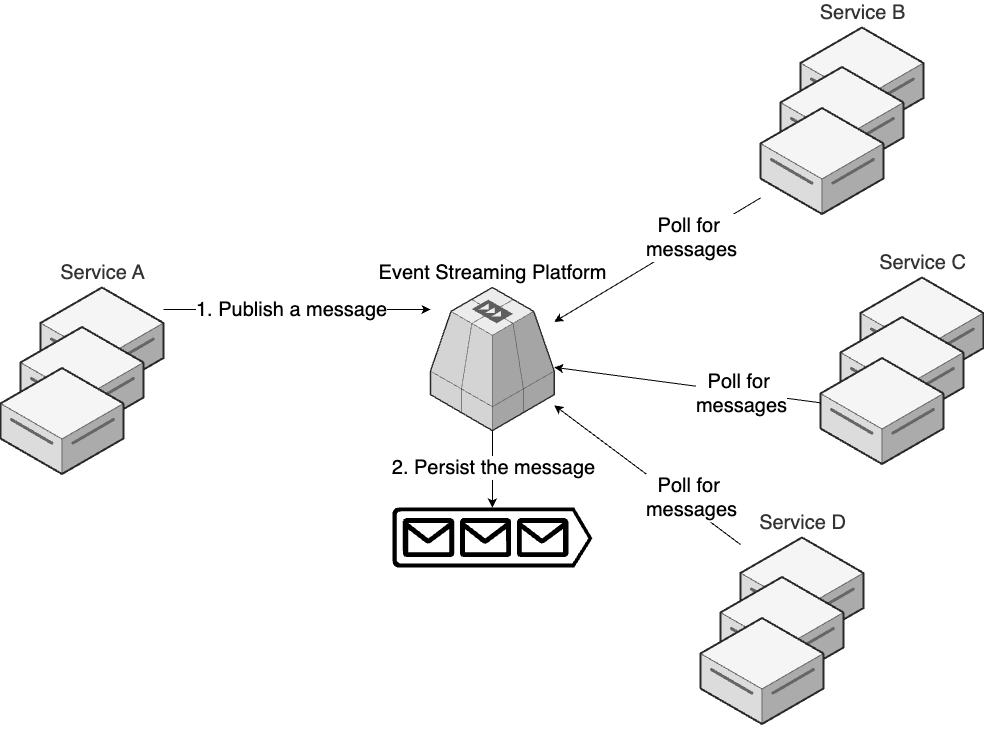 Service B
Poll for
messages
Service A
Event Streaming Platform
Service C
1. Publish a message
Poll for
messages
2. Persist the message
Poll for
messages
Service D